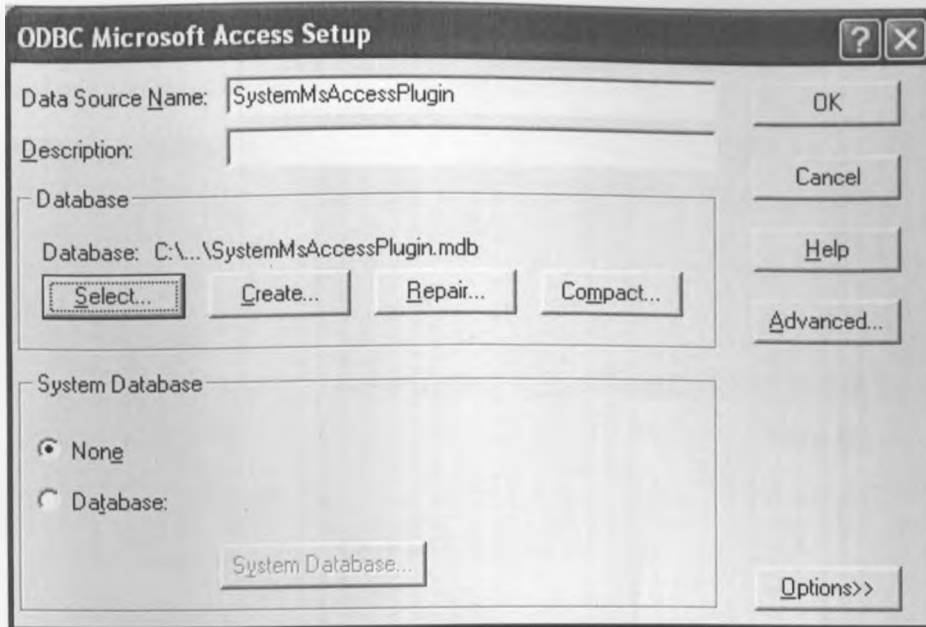 ODBC Microsoft Access Setup
Data Source Name: SystemMsAccessPlugin
Description:
OK
Cancel
Help
Advanced...
Database
Database: C:\...\SystemMsAccessPlugin.mdb
Select... Create... Repair... Compact...
System Database
None
Database:
System Database...
Options>>